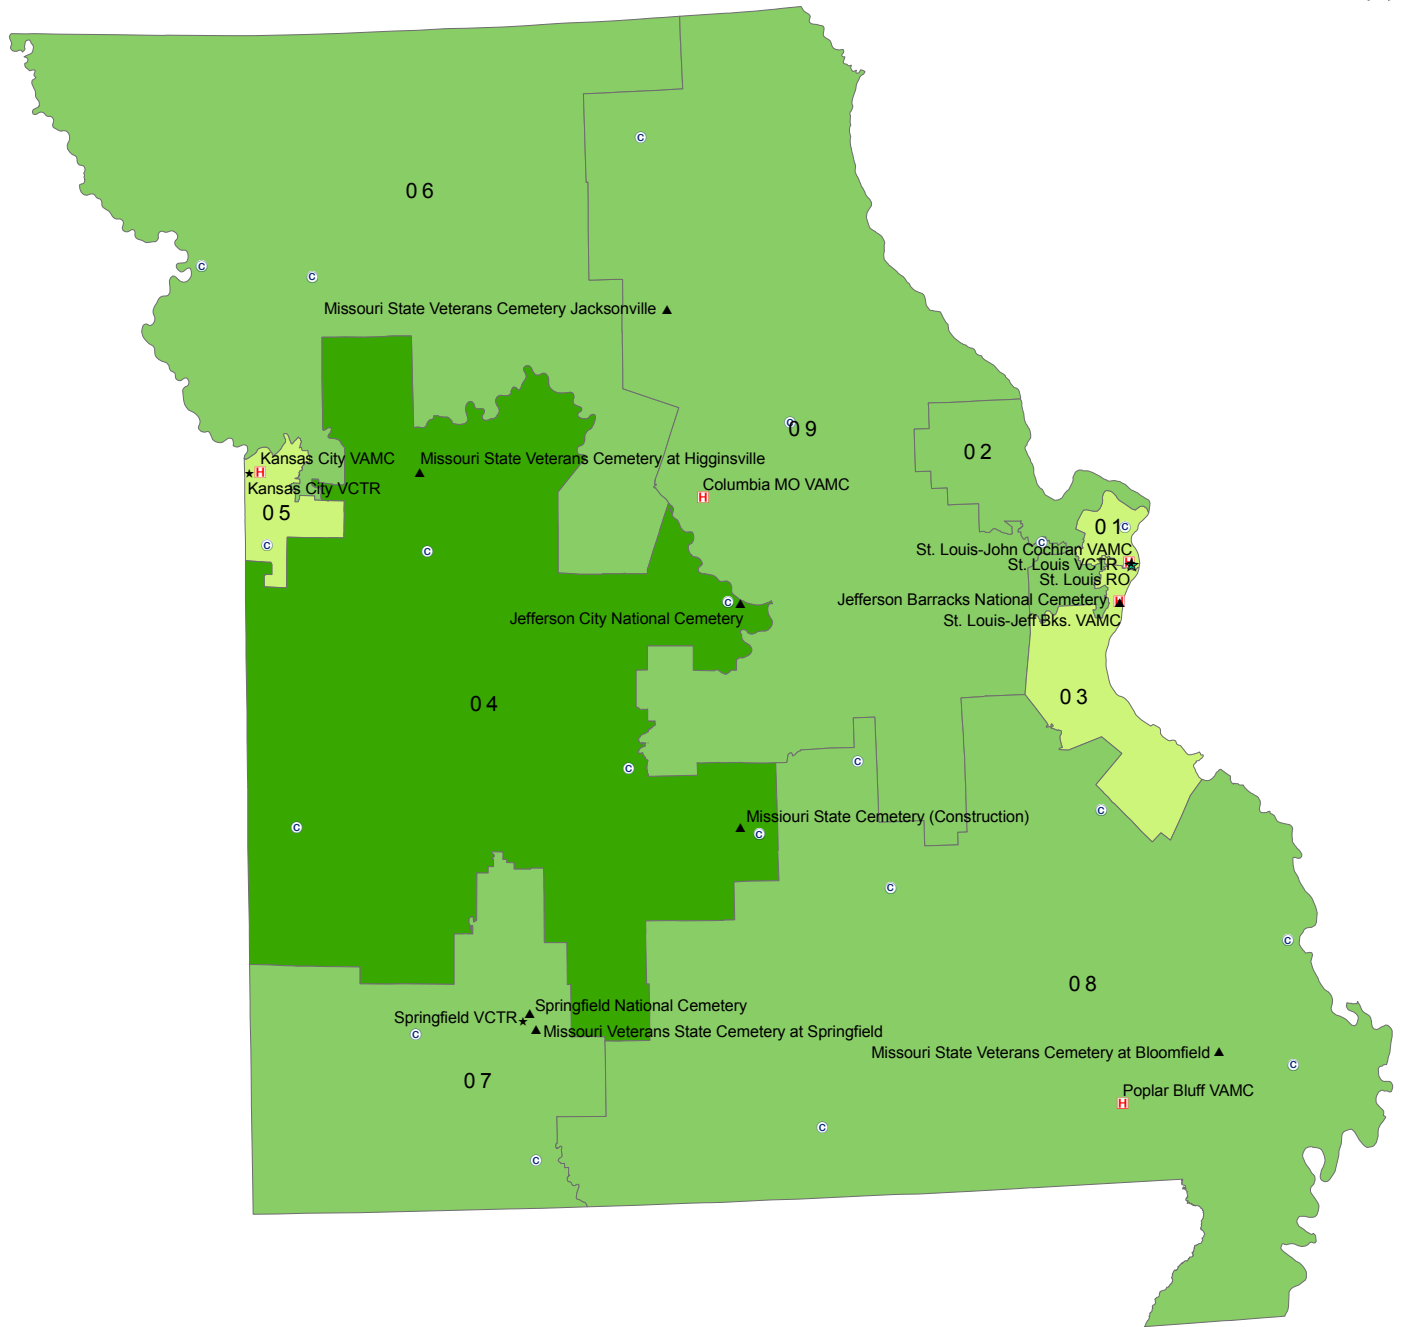 06
Missouri State Veterans Cemetery Jacksonville
09
02
Kansas City VAMC
Missouri State Veterans Cemetery at Higginsville
Kansas City VCTR
Columbia MO VAMC
05
01
St. Louis-John Cochran VAMC
St. Louis VCTR
St. Louis RO
Jefferson Barracks National Cemetery
Jefferson City National Cemetery
St. Louis-Jeff Bks. VAMC
03
04
Missiouri State Cemetery (Construction)
08
Springfield National Cemetery
Springfield VCTR
Missouri Veterans State Cemetery at Springfield
Missouri State Veterans Cemetery at Bloomfield
07
Poplar Bluff VAMC